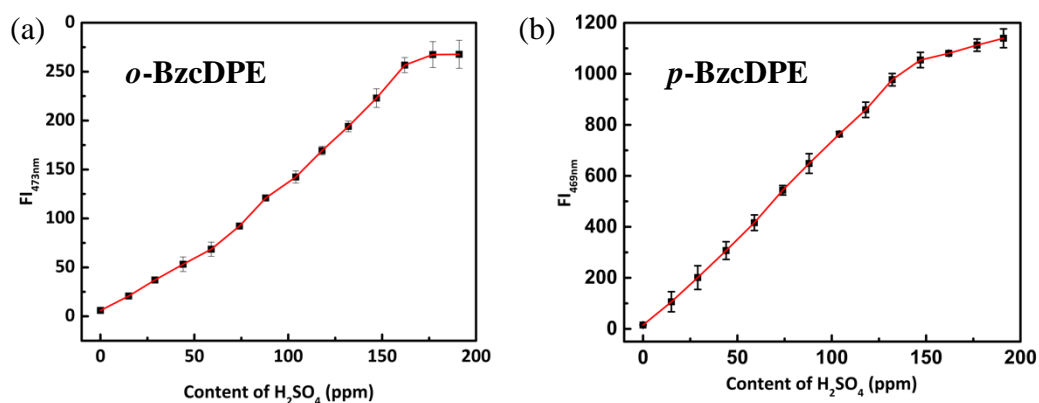 (a)
o-BzcDPE
FI473nm
0
250
200
150
100
50
0
0 50 100 150 200
Content of H2SO4 (ppm)
(b)
p-BzcDPE
FI469nm
1200
1000
800
600
400
200
0
0 50 100 150 200
Content of H2SO4 (ppm)